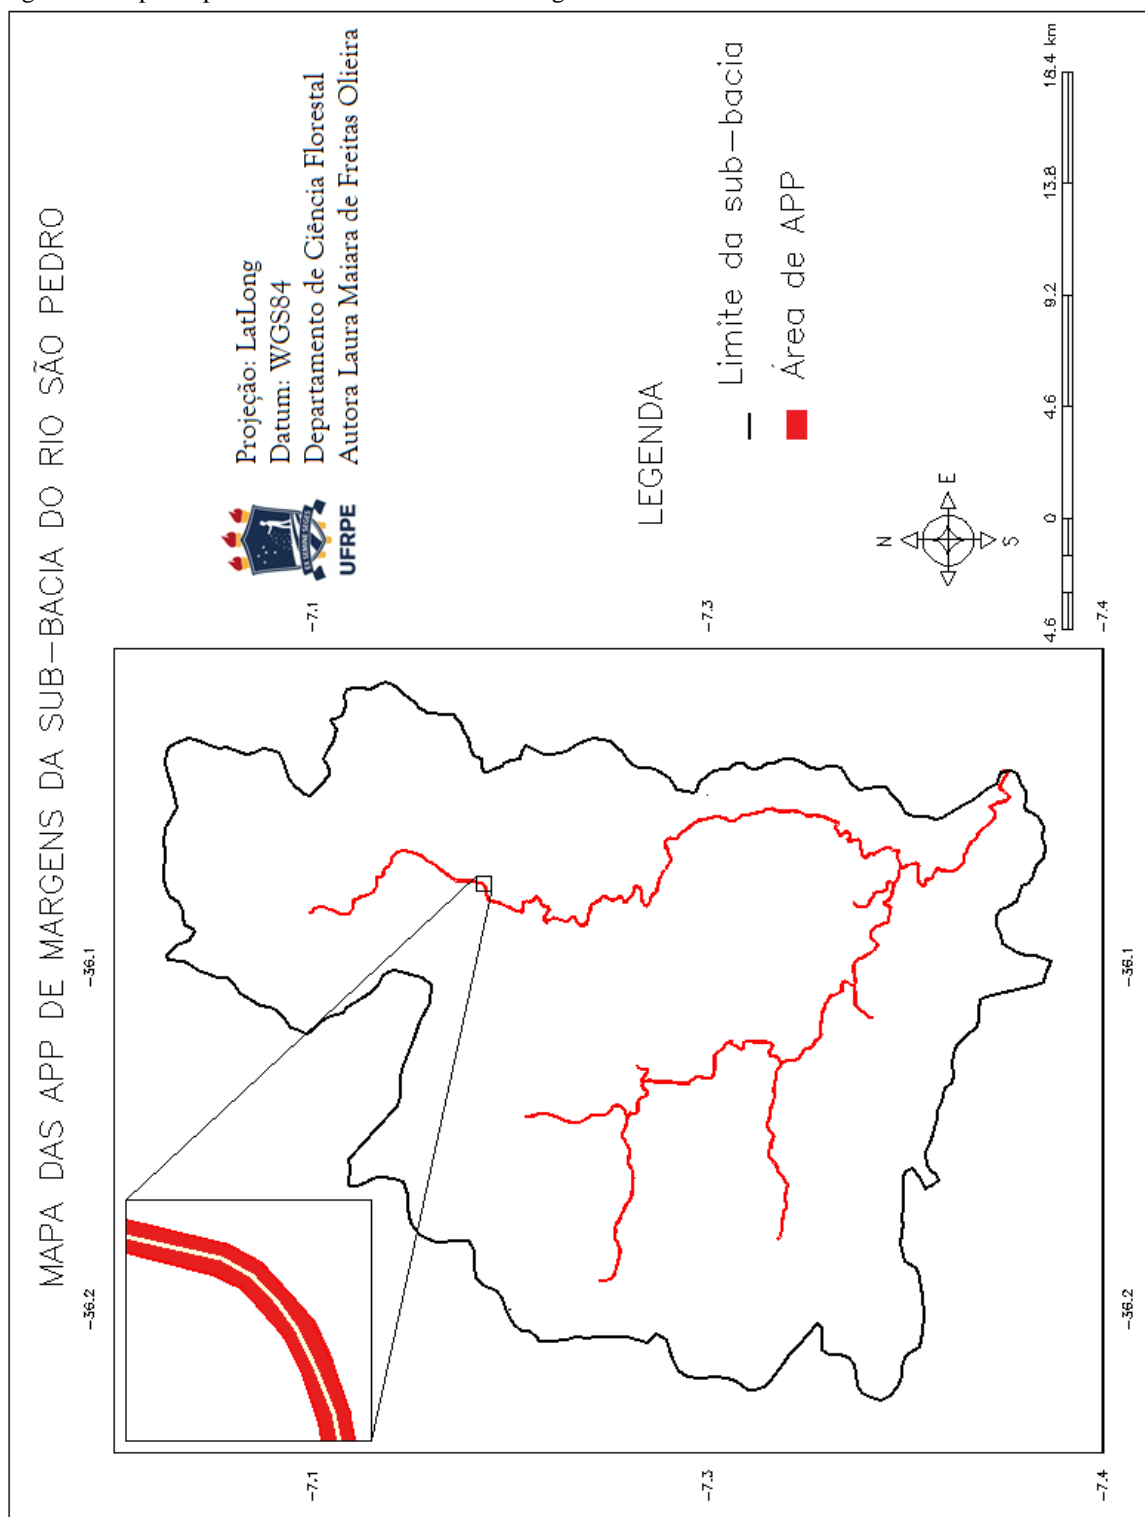 MAPA DAS APP DE MARGENS DA SUB-BACIA DO RIO SÃO PEDRO
-36.2 -36.1
Projeção: LatLong
Datum: WGS84
Departamento de Ciência Florestal
Autora Laura Maiara de Freitas Olieira
EX SEMINE SEGES
UFRPE
-7.1 -7.1
LEGENDA
Limite da sub-bacia
Área de APP
-7.3 -7.3
N
E
S
4.6 0 4.6 9.2 13.8 18.4 km
-7.4 -7.4
-36.2 -36.1